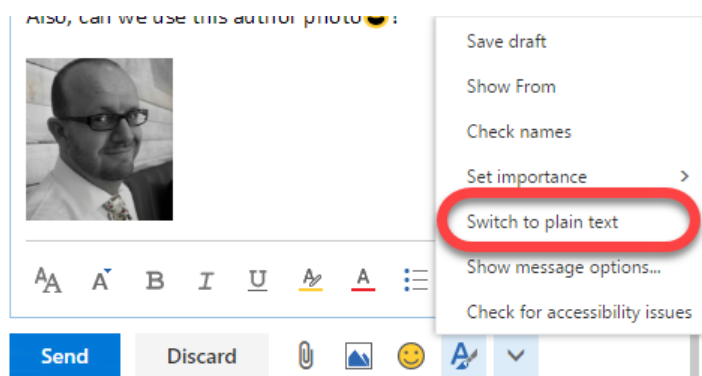 Also, can we use this author photo😀?
Save draft
Show From
Check names
Set importance
Switch to plain text
Show message options...
Check for accessibility issues
Send
Discard